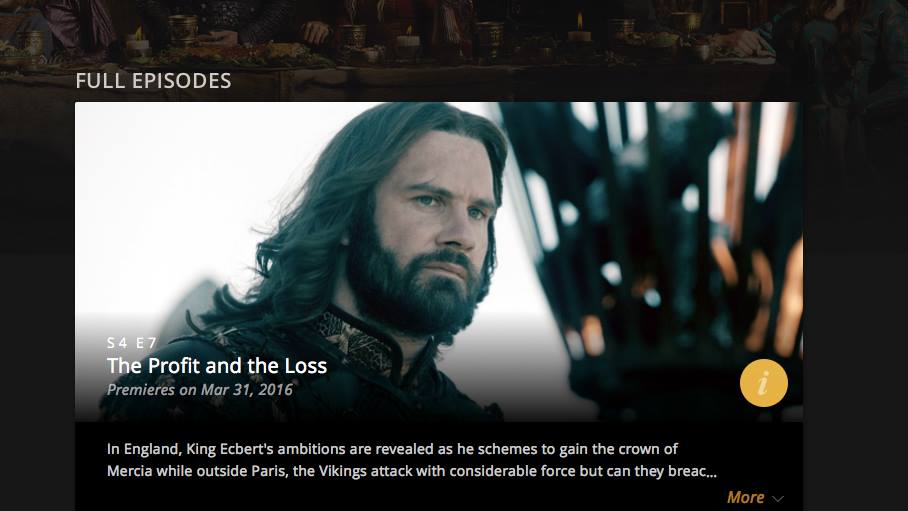 FULL EPISODES
S4 E7
The Profit and the Loss
Premieres on Mar 31, 2016
i
In England, King Ecbert's ambitions are revealed as he schemes to gain the crown of
Mercia while outside Paris, the Vikings attack with considerable force but can they breac...
More